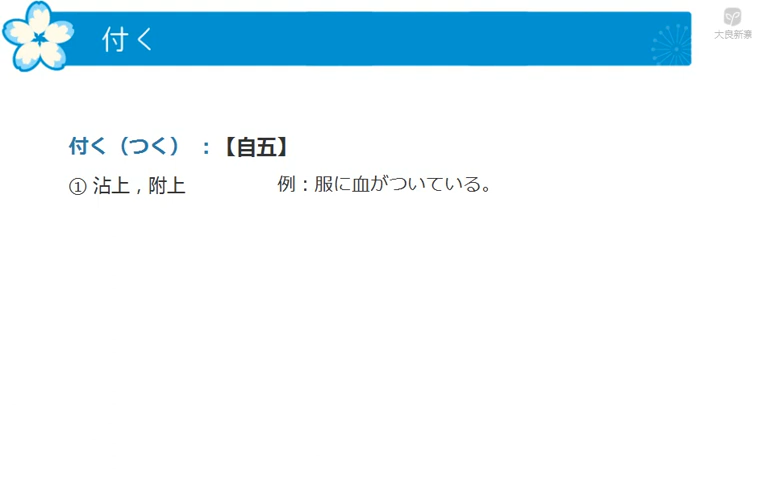 付く
大良新素
付く（つく）：【自五】
① 沾上，附上 例：服に血がついている。